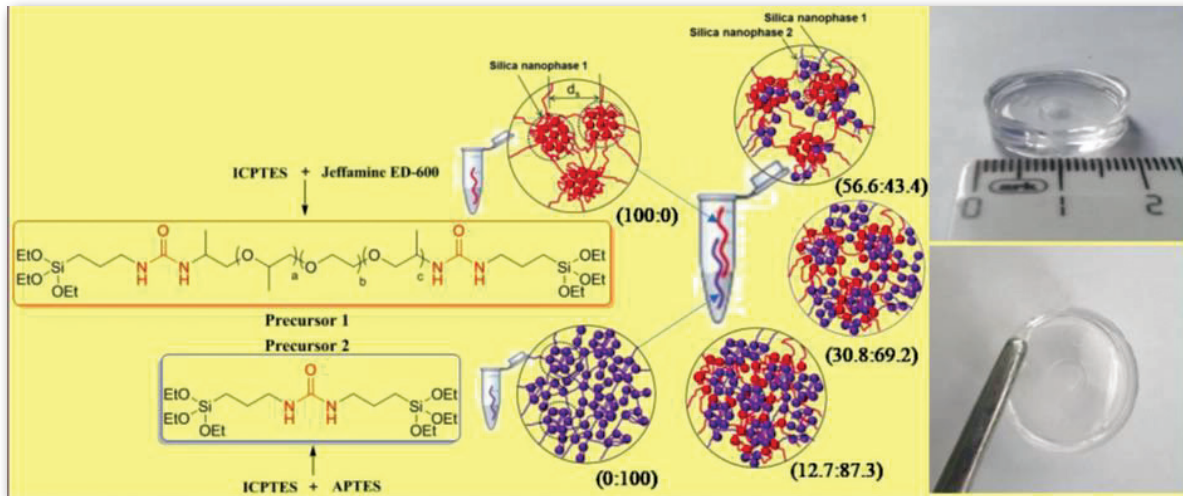 Silica nanophase 1
Silica nanophase 2
Silica nanophase 1
ds
ICPTES + Jeffamine ED-600
(100:0)
(56.6:43.4)
O O
EtO Si N H N H O a O b O c N H N H Si OEt
EtO OEt
OEt EtO
Precursor 1
Precursor 2
O
EtO Si N H N H Si OEt
EtO OEt
OEt OEt
ICPTES + APTES
(0:100)
(12.7:87.3)
(30.8:69.2)
0 1 2